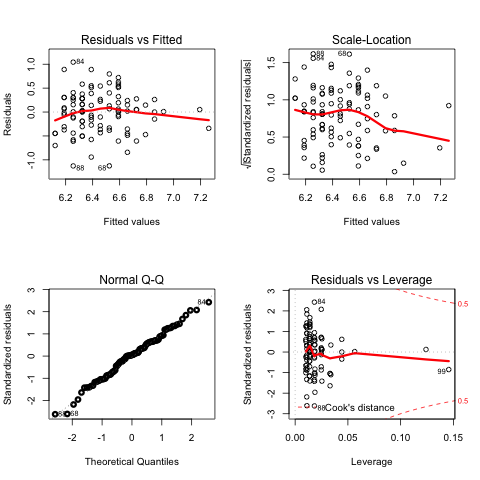 Residuals vs Fitted
Residuals
1.0
0.5
0.0
-1.0
84
88
68
6.2 6.4 6.6 6.8 7.0 7.2
Fitted values
Scale-Location
√|Standardized residuals|
1.5
1.0
0.5
0.0
88
84
68
6.2 6.4 6.6 6.8 7.0 7.2
Fitted values
Normal Q-Q
Standardized residuals
3
2
1
0
-1
-2
84
88 68
-2 -1 0 1 2
Theoretical Quantiles
Residuals vs Leverage
Standardized residuals
3
2
1
0
-1
-2
-3
84
0.5
99
0.5
88
Cook's distance
0.00 0.05 0.10 0.15
Leverage